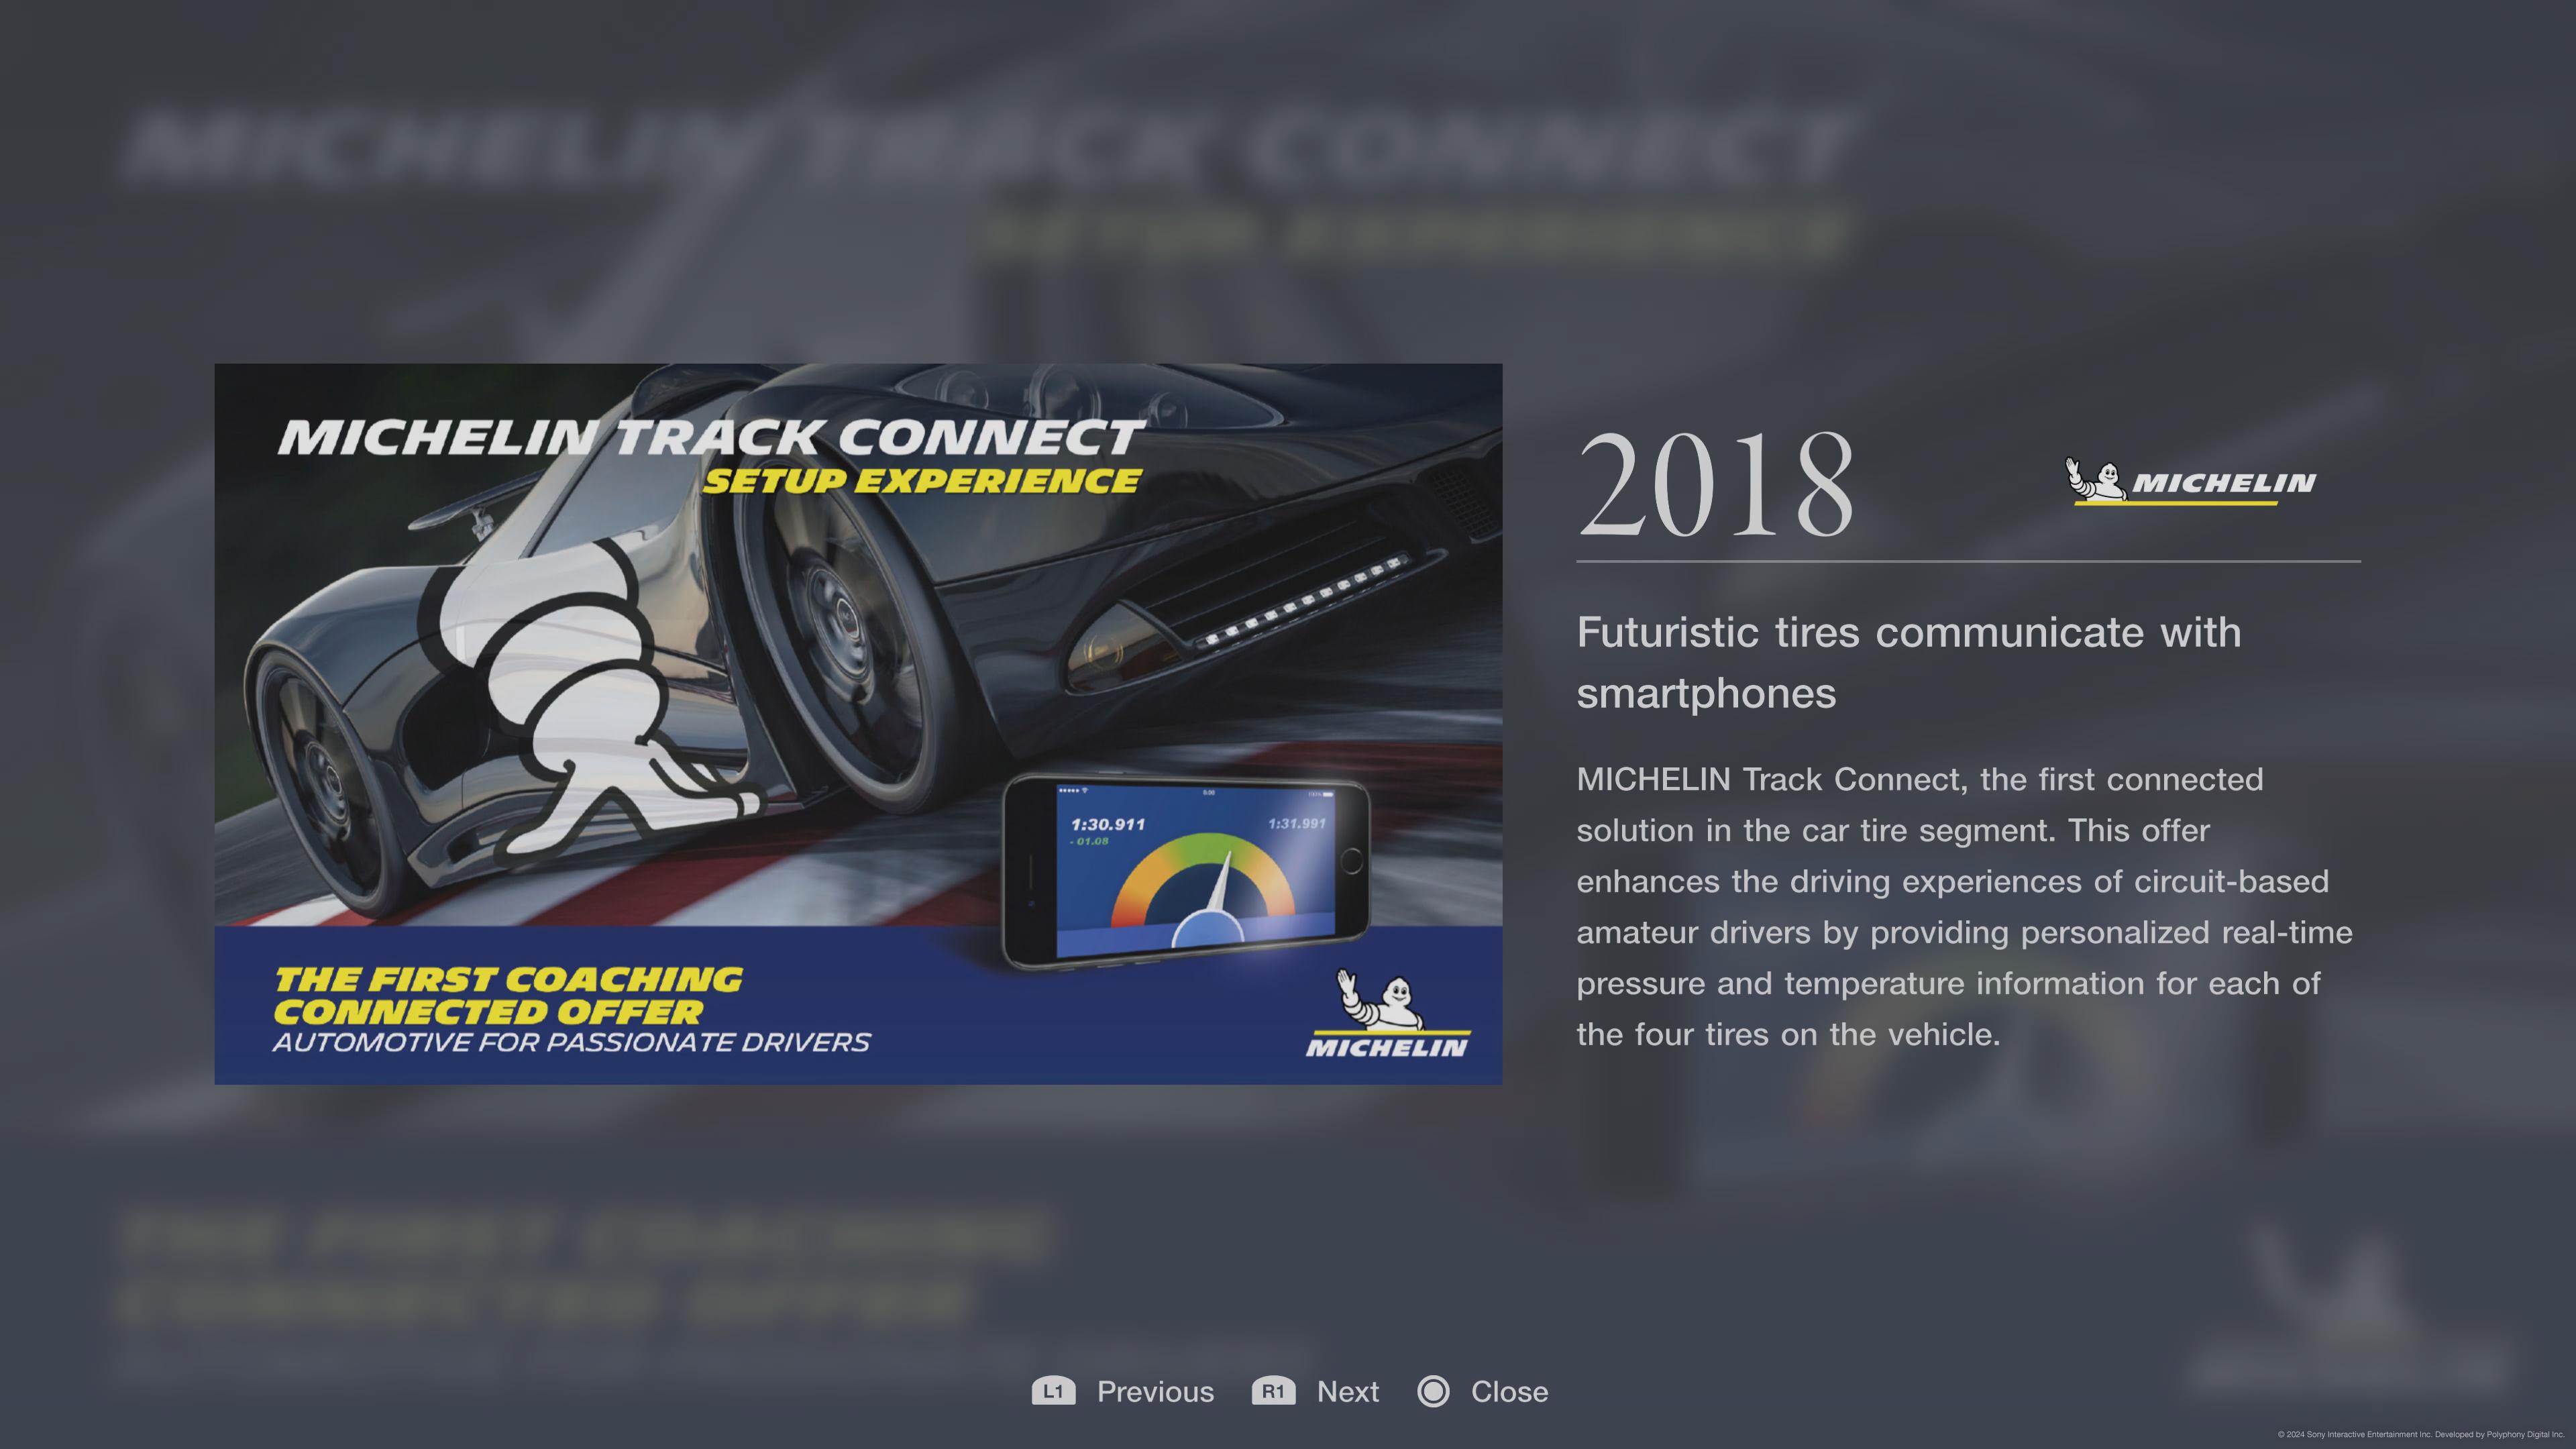 MICHELIN TRACK CONNECT
SETUP EXPERIENCE
1:30.911
1:31.991
- 01.08
THE FIRST COACHING
CONNECTED OFFER
AUTOMOTIVE FOR PASSIONATE DRIVERS
MICHELIN
2018
MICHELIN
Futuristic tires communicate with
smartphones
MICHELIN Track Connect, the first connected
solution in the car tire segment. This offer
enhances the driving experiences of circuit-based
amateur drivers by providing personalized real-time
pressure and temperature information for each of
the four tires on the vehicle.
L1 Previous R1 Next Close
© 2024 Sony Interactive Entertainment Inc. Developed by Polyphony Digital Inc.